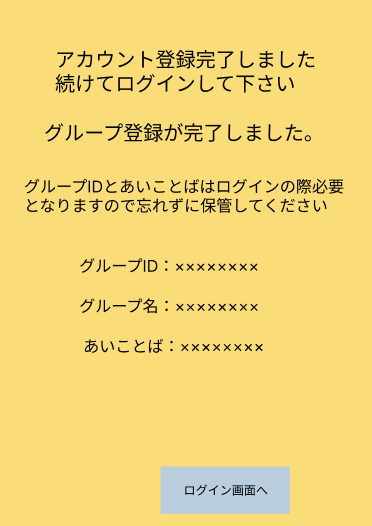 アカウント登録完了しました
続けてログインして下さい
グループ登録が完了しました。
グループIDとあいことばはログインの際必要
となりますので忘れずに保管してください
グループID：××××××××
グループ名：××××××××
あいことば：××××××××
ログイン画面へ